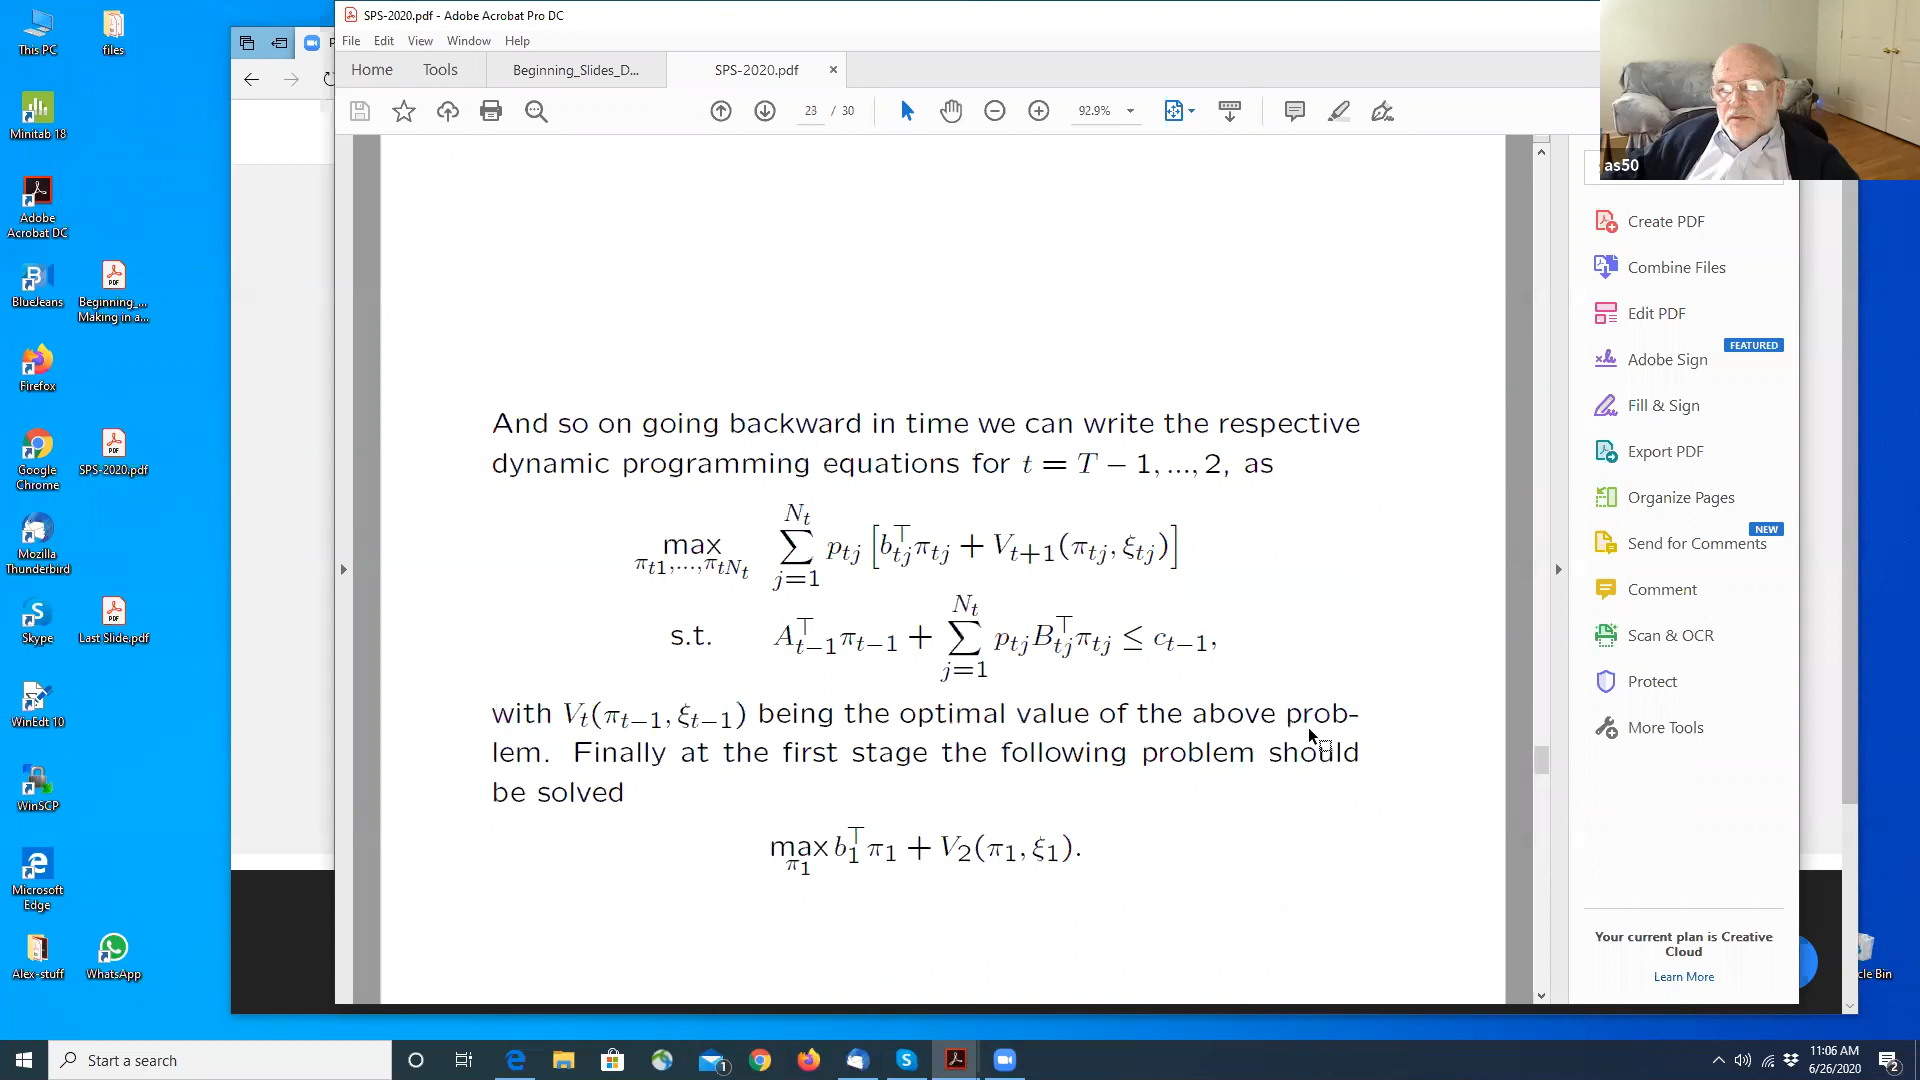 This PC
files
Minitab 18
Adobe
Acrobat DC
BlueJeans
Beginning_...
Making in a...
Firefox
Google
Chrome
SPS-2020.pdf
Mozilla
Thunderbird
Skype
Last Slide.pdf
WinEdt 10
WinSCP
Microsoft
Edge
Alex-stuff
WhatsApp
SPS-2020.pdf - Adobe Acrobat Pro DC
File Edit View Window Help
Home Tools Beginning_Slides_D... SPS-2020.pdf ×
23 / 30 92.9%
And so on going backward in time we can write the respective
dynamic programming equations for t = T − 1, ..., 2, as
max_{π_{t1},...,π_{tN_t}} ∑_{j=1}^{N_t} p_{tj} [b_{tj}^⊤ π_{tj} + V_{t+1}(π_{tj}, ξ_{tj})]
s.t. A_{t−1}^⊤ π_{t−1} + ∑_{j=1}^{N_t} p_{tj} B_{tj}^⊤ π_{tj} ≤ c_{t−1},
with V_t(π_{t−1}, ξ_{t−1}) being the optimal value of the above prob-
lem. Finally at the first stage the following problem should
be solved
max_{π_1} b_1^⊤ π_1 + V_2(π_1, ξ_1).
as50
Create PDF
Combine Files
Edit PDF
FEATURED
Adobe Sign
Fill & Sign
Export PDF
Organize Pages
NEW
Send for Comments
Comment
Scan & OCR
Protect
More Tools
Your current plan is Creative
Cloud
Learn More
cle Bin
Start a search
1
11:06 AM
6/26/2020
2